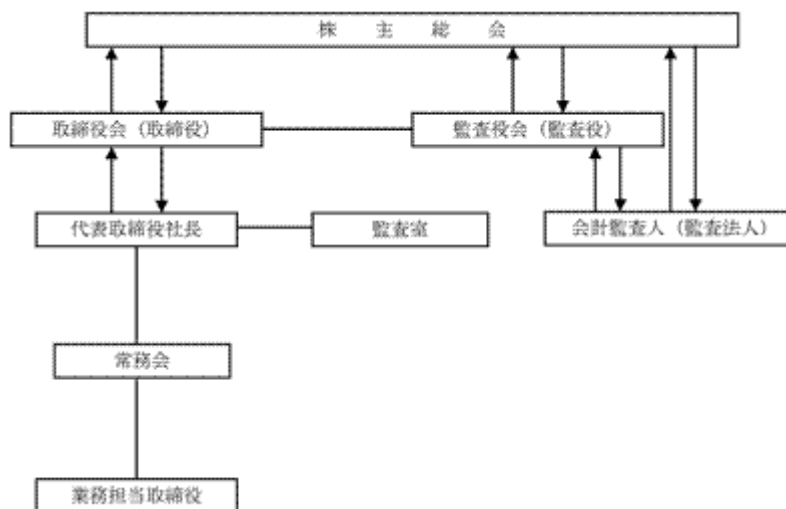 株主総会
取締役会（取締役）
監査役会（監査役）
代表取締役社長
監査室
会計監査人（監査法人）
常務会
業務担当取締役